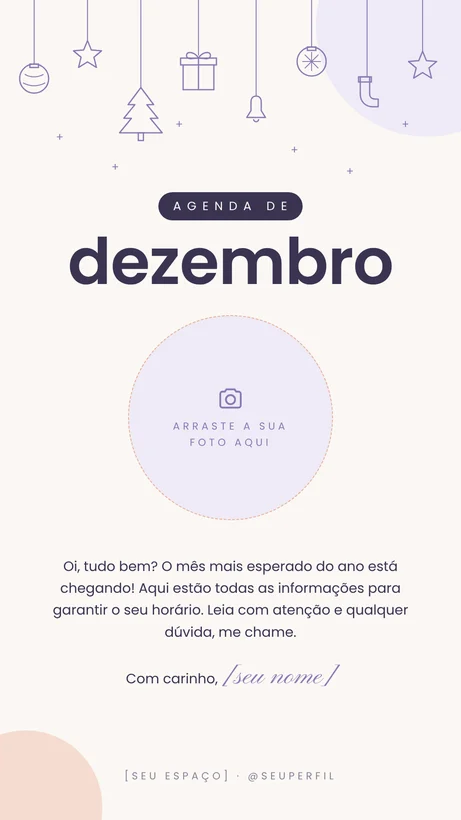 AGENDA DE
dezembro
ARRASTE A SUA
FOTO AQUI
Oi, tudo bem? O mês mais esperado do ano está
chegando! Aqui estão todas as informações para
garantir o seu horário. Leia com atenção e qualquer
dúvida, me chame.
Com carinho, [seu nome]
[SEU ESPAÇO] · @SEUPERFIL